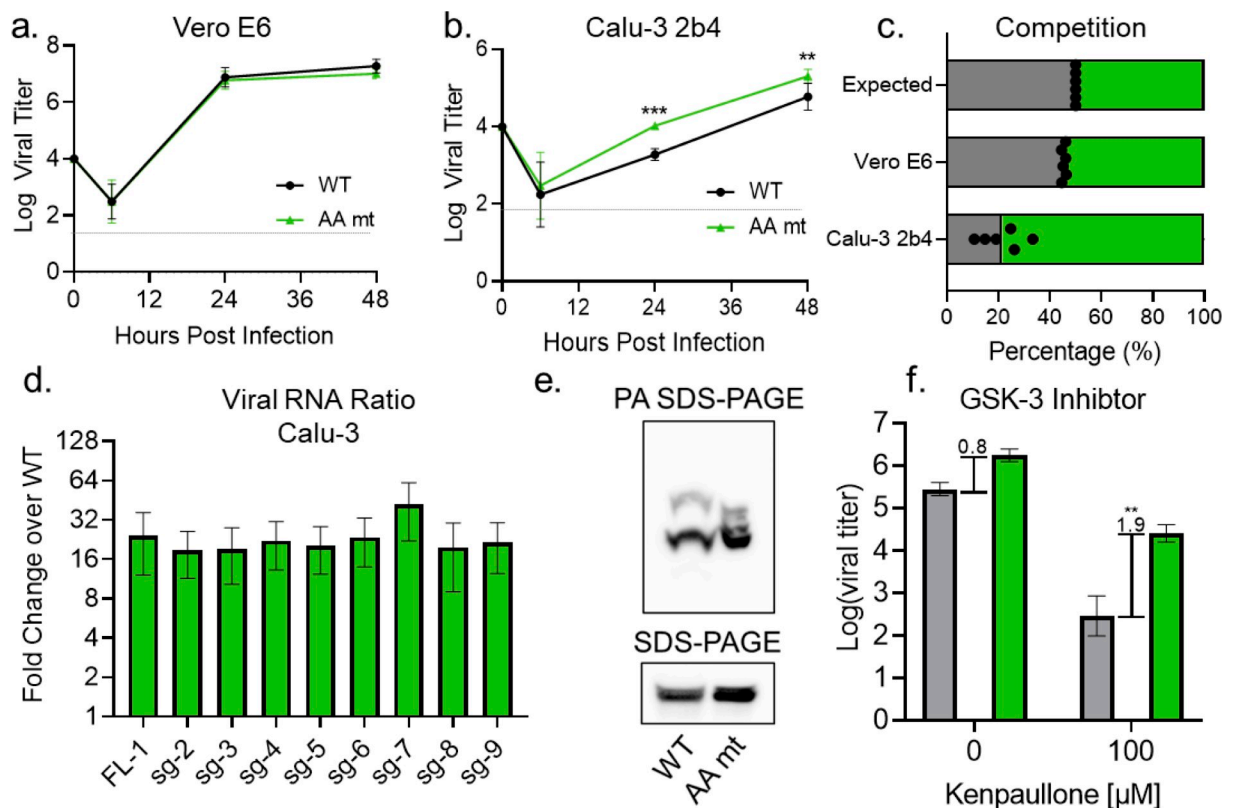 a.
Vero E6
Log Viral Titer
8
6
4
2
0
WT
AA mt
0 12 24 36 48
Hours Post Infection
b.
Calu-3 2b4
Log Viral Titer
6
4
2
0
***
**
WT
AA mt
0 12 24 36 48
Hours Post Infection
c.
Competition
Expected
Vero E6
Calu-3 2b4
0 20 40 60 80 100
Percentage (%)
d.
Viral RNA Ratio
Calu-3
Fold Change over WT
128
64
32
16
8
4
2
1
FL-1 sg-2 sg-3 sg-4 sg-5 sg-6 sg-7 sg-8 sg-9
e.
PA SDS-PAGE
SDS-PAGE
WT AA mt
f.
GSK-3 Inhibtor
Log(viral titer)
7
6
5
4
3
2
1
0
0.8
**
1.9
0 100
Kenpaullone [µM]